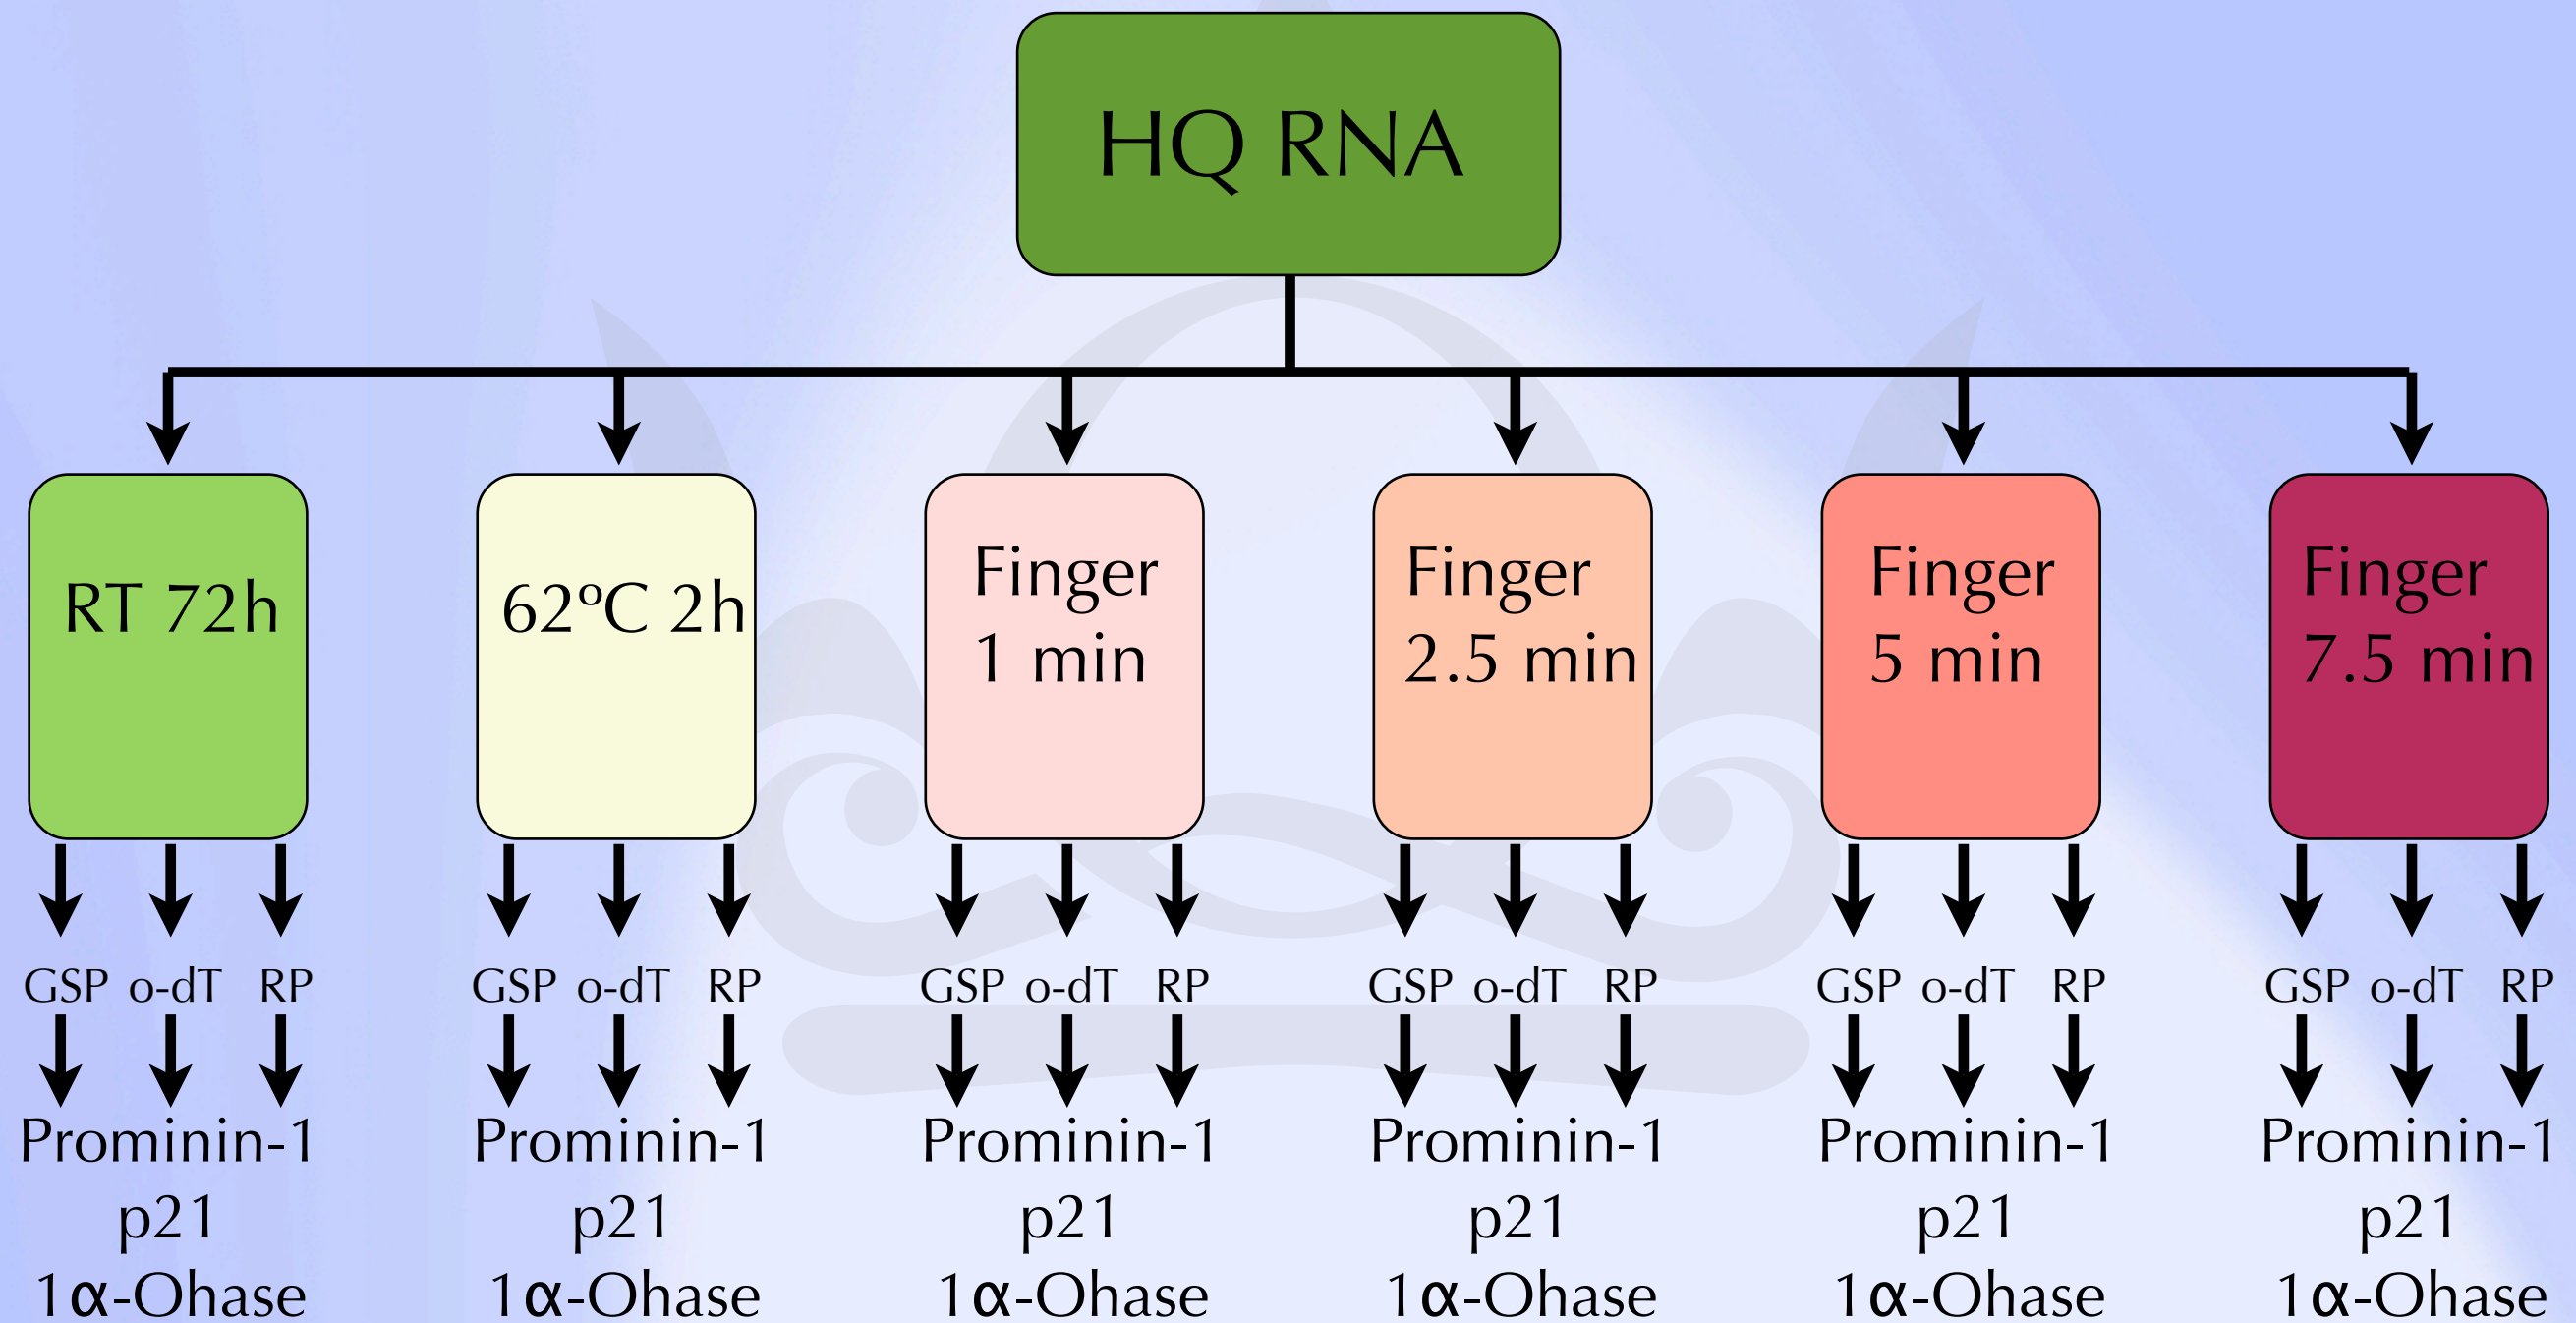 HQ RNA
RT 72h
62ºC 2h
Finger
1 min
Finger
2.5 min
Finger
5 min
Finger
7.5 min
GSP o-dT RP GSP o-dT RP GSP o-dT RP GSP o-dT RP GSP o-dT RP GSP o-dT RP
Prominin-1 Prominin-1 Prominin-1 Prominin-1 Prominin-1 Prominin-1
p21 p21 p21 p21 p21 p21
1α-Ohase 1α-Ohase 1α-Ohase 1α-Ohase 1α-Ohase 1α-Ohase